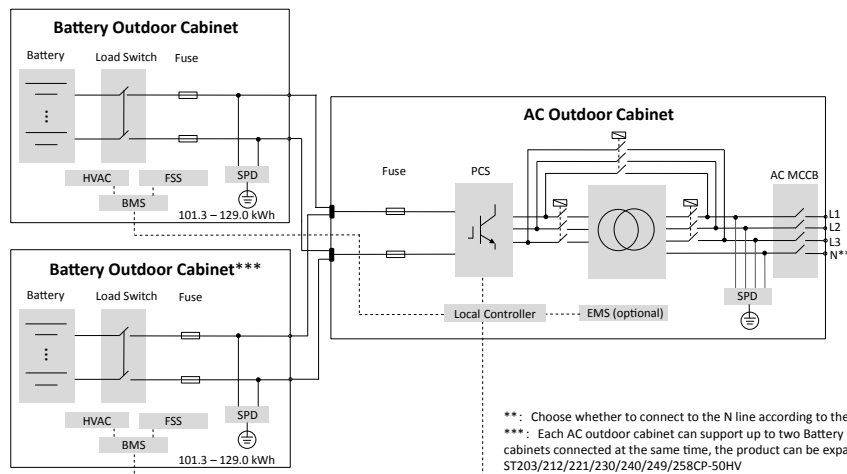 Battery Outdoor Cabinet
Battery
Load Switch
Fuse
HVAC
FSS
SPD
BMS
101.3 – 129.0 kWh
Battery Outdoor Cabinet***
Battery
Load Switch
Fuse
HVAC
FSS
SPD
BMS
101.3 – 129.0 kWh
AC Outdoor Cabinet
Fuse
PCS
AC MCCB
L1
L2
L3
N**
SPD
Local Controller
EMS (optional)
**: Choose whether to connect to the N line according to the
***: Each AC outdoor cabinet can support up to two Battery
cabinets connected at the same time, the product can be expa
ST203/212/221/230/240/249/258CP-50HV